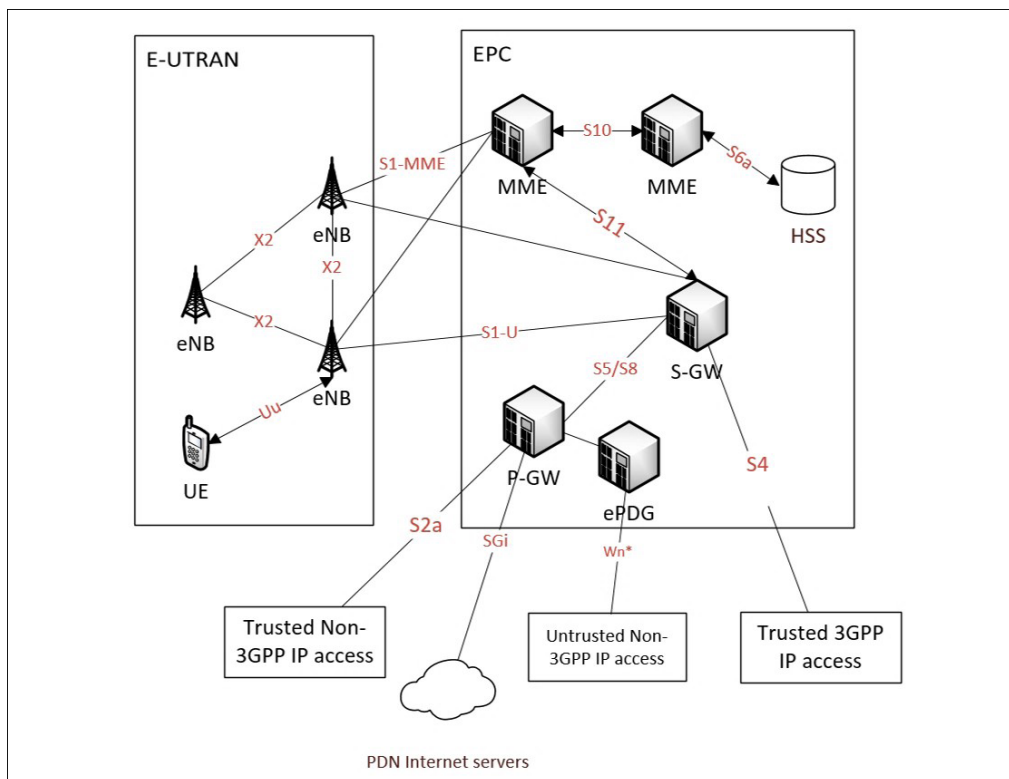 E-UTRAN
EPC
S10
S6a
S1-MME
MME
MME
HSS
eNB
S11
X2
X2
eNB
X2
S1-U
S5/S8
S-GW
eNB
Uu
UE
P-GW
S4
ePDG
S2a
SGi
Wn*
Trusted Non-
3GPP IP access
Untrusted Non-
3GPP IP access
Trusted 3GPP
IP access
PDN Internet servers